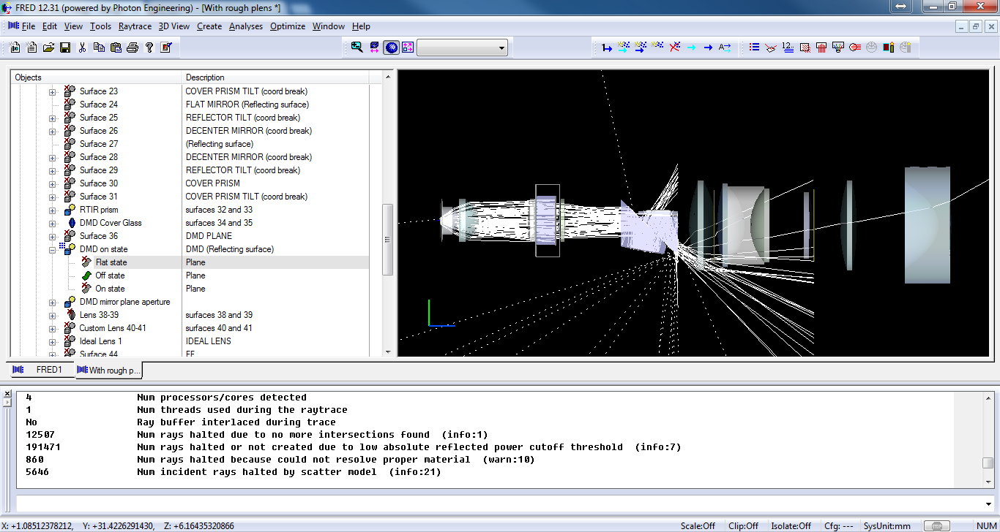 FRED 12.31 (powered by Photon Engineering) - [With rough plens *]
File Edit View Tools Raytrace 3D View Create Analyses Optimize Window Help
Objects Description
Surface 23 COVER PRISM TILT (coord break)
Surface 24 FLAT MIRROR (Reflecting surface)
Surface 25 REFLECTOR TILT (coord break)
Surface 26 DECENTER MIRROR (coord break)
Surface 27 (Reflecting surface)
Surface 28 DECENTER MIRROR (coord break)
Surface 29 REFLECTOR TILT (coord break)
Surface 30 COVER PRISM
Surface 31 COVER PRISM TILT (coord break)
RTIR prism surfaces 32 and 33
DMD Cover Glass surfaces 34 and 35
Surface 36 DMD PLANE
DMD on state DMD (Reflecting surface)
Flat state Plane
Off state Plane
On state Plane
DMD mirror plane aperture
Lens 38-39 surfaces 38 and 39
Custom Lens 40-41 surfaces 40 and 41
Ideal Lens 1 IDEAL LENS
Surface 44
FRED1 With rough p...
4 Num processors/cores detected
1 Num threads used during the raytrace
No Ray buffer interlaced during trace
12507 Num rays halted due to no more intersections found (info:1)
191471 Num rays halted or not created due to low absolute reflected power cutoff threshold (info:7)
860 Num rays halted because could not resolve proper material (warn:10)
5646 Num incident rays halted by scatter model (info:21)
X: +1.08512378212, Y: +31.4226291430, Z: +6.16435320866 Scale:Off Clip:Off Isolate:Off Cfg: --- SysUnit:mm STOP NUM